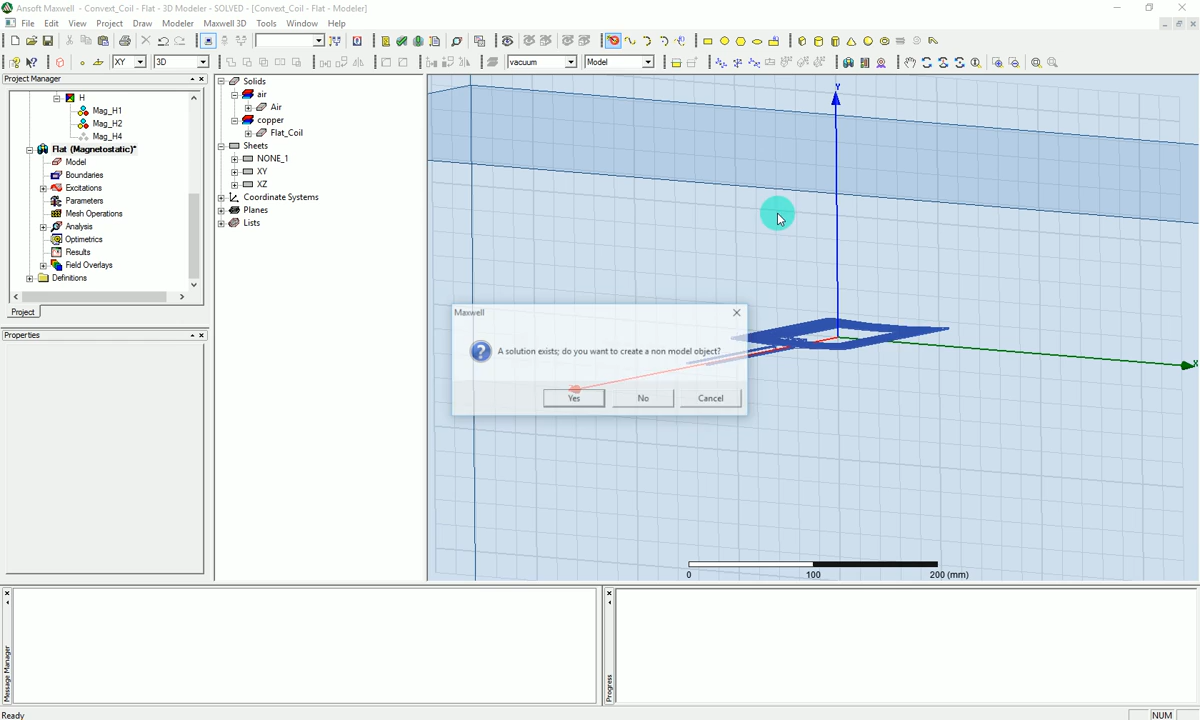 Ansoft Maxwell - Convext_Coil - Flat - 3D Modeler - SOLVED - [Convext_Coil - Flat - Modeler]
File Edit View Project Draw Modeler Maxwell 3D Tools Window Help
vacuum Model
XY 3D
Project Manager
H
Mag_H1
Mag_H2
Mag_H4
Flat (Magnetostatic)*
Model
Boundaries
Excitations
Parameters
Mesh Operations
Analysis
Optimetrics
Results
Field Overlays
Definitions
Project
Properties
Solids
air
Air
copper
Flat_Coil
Sheets
NONE_1
XY
XZ
Coordinate Systems
Planes
Lists
Y
X
Maxwell
A solution exists; do you want to create a non model object?
Yes No Cancel
0 100 200 (mm)
Message Manager
Progress
Ready
NUM